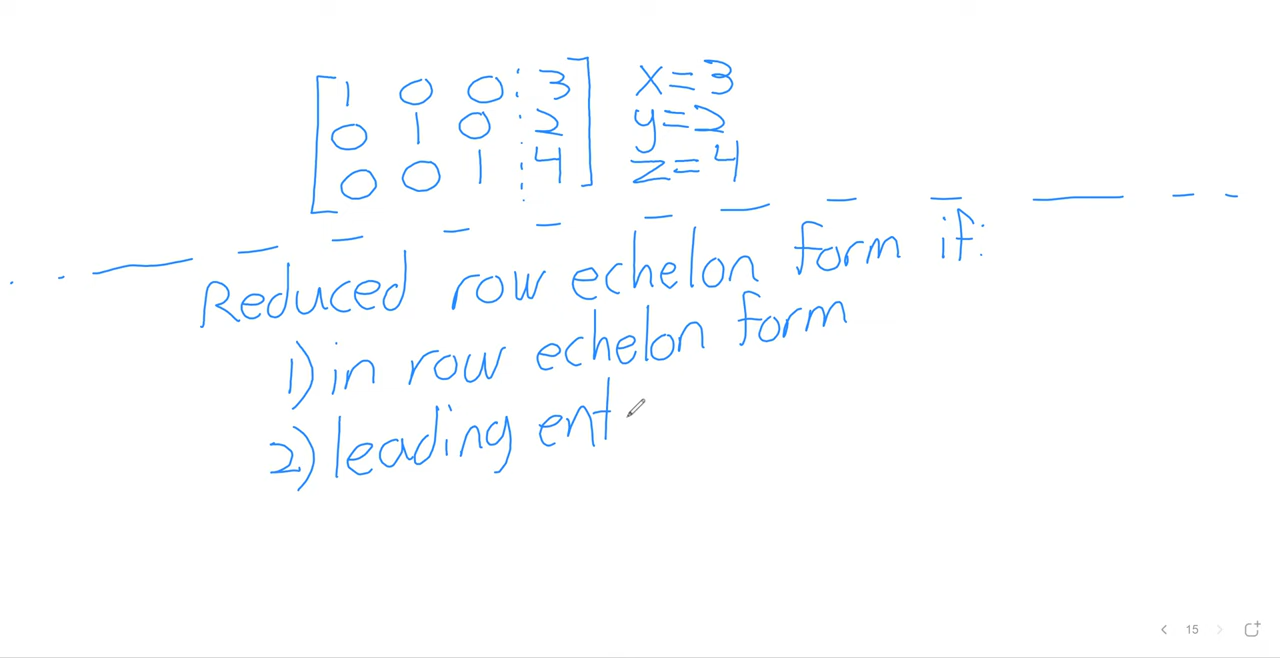 1 0 0 : 3 x=3
0 1 0 : 2 y=2
0 0 1 : 4 z=4
Reduced row echelon form if:
1) in row echelon form
2) leading ent
< 15 >